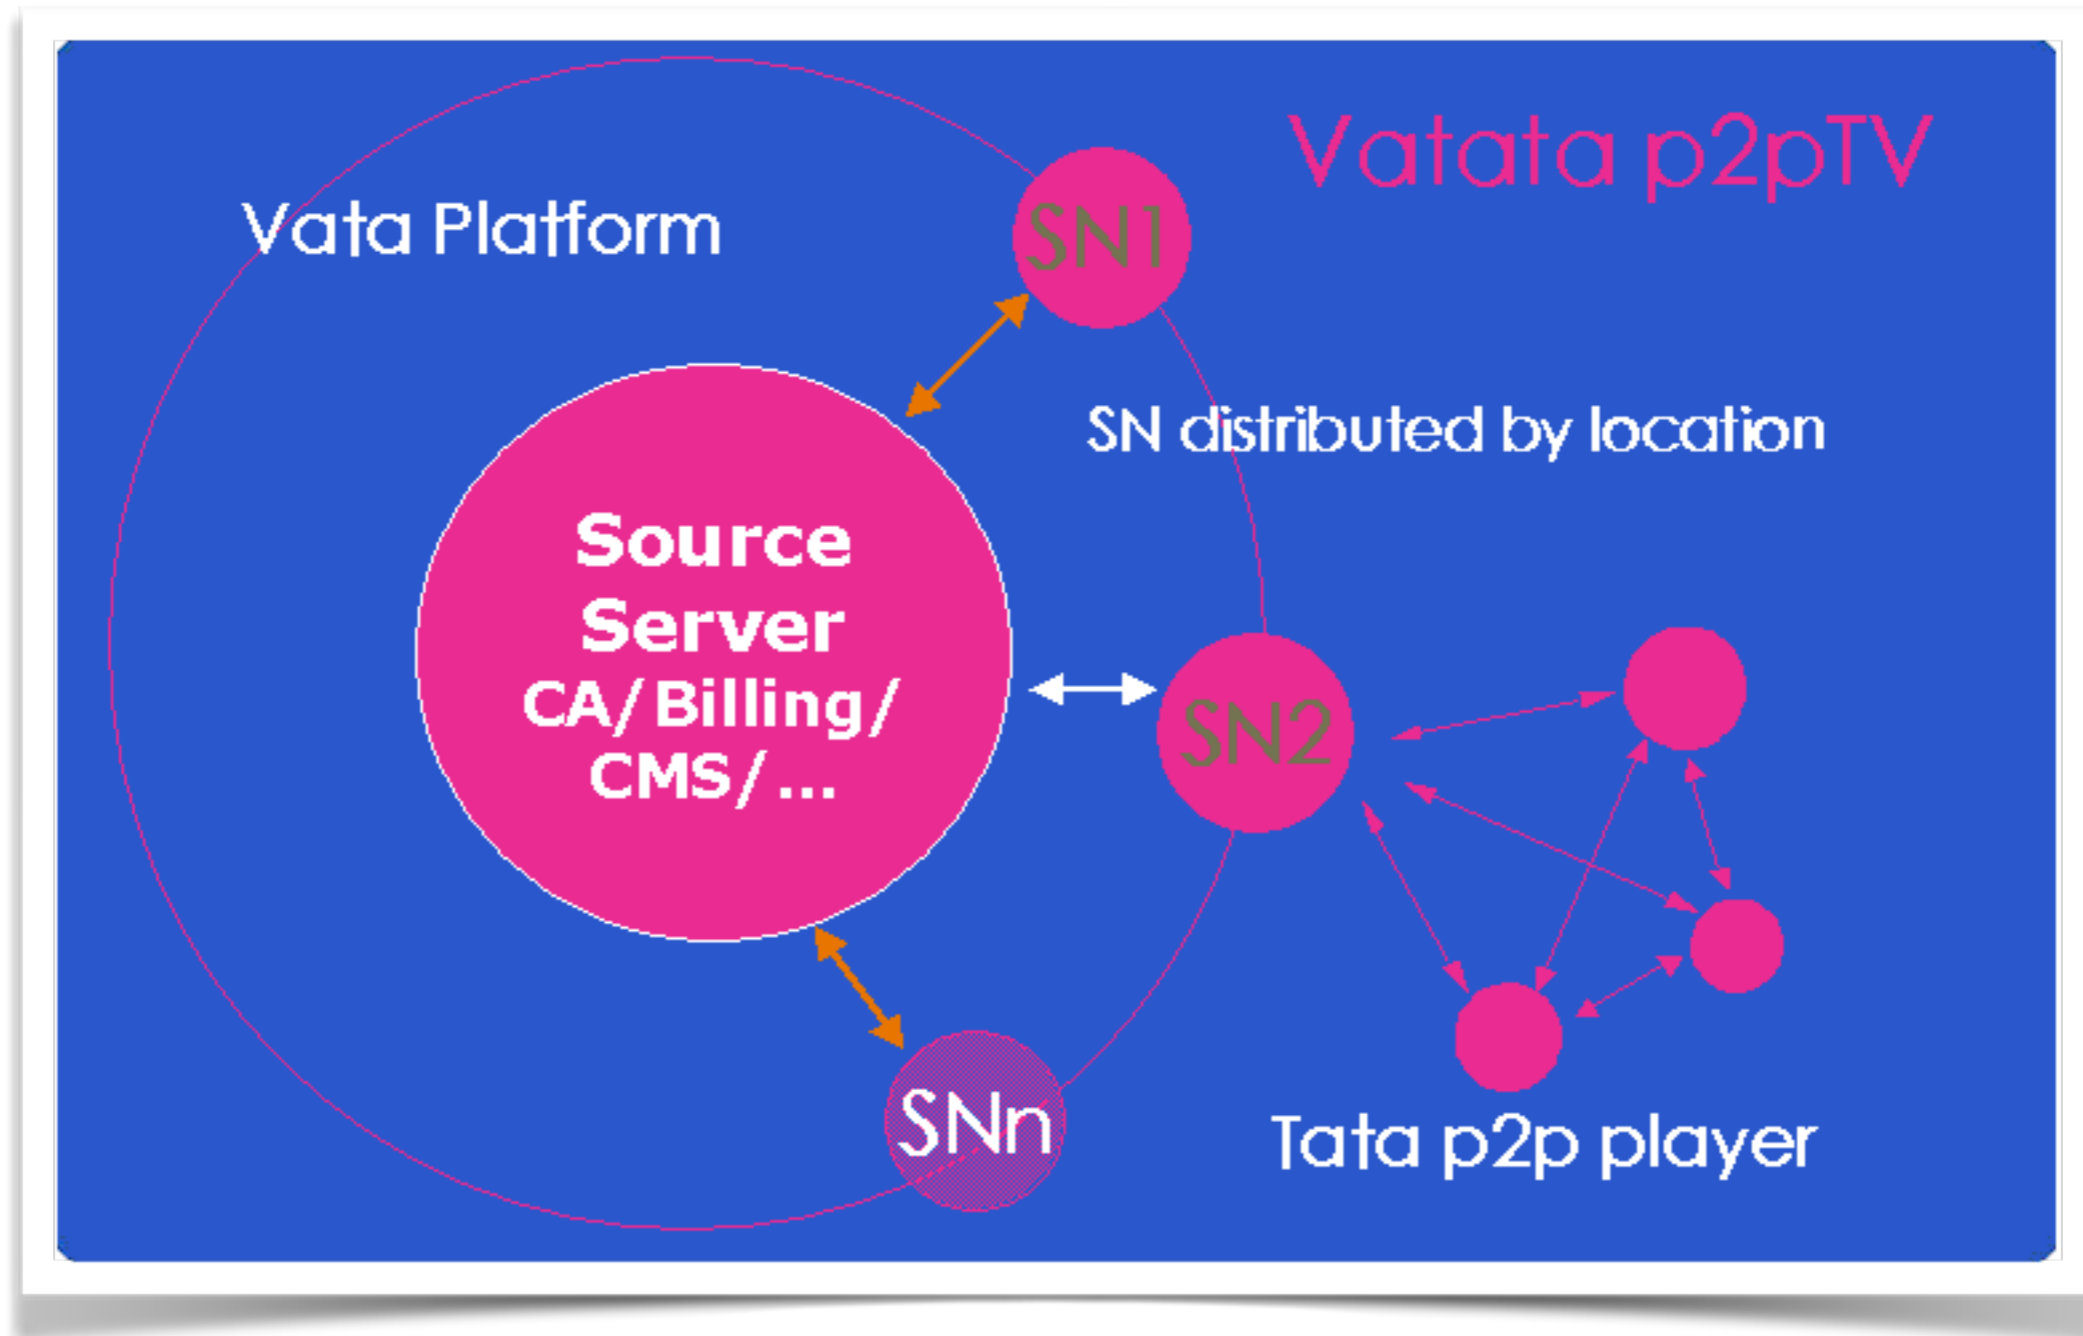 Vatata p2pTV
Vata Platform
SN1
SN distributed by location
Source
Server
CA/Billing/
CMS/...
SN2
SNn
Tata p2p player